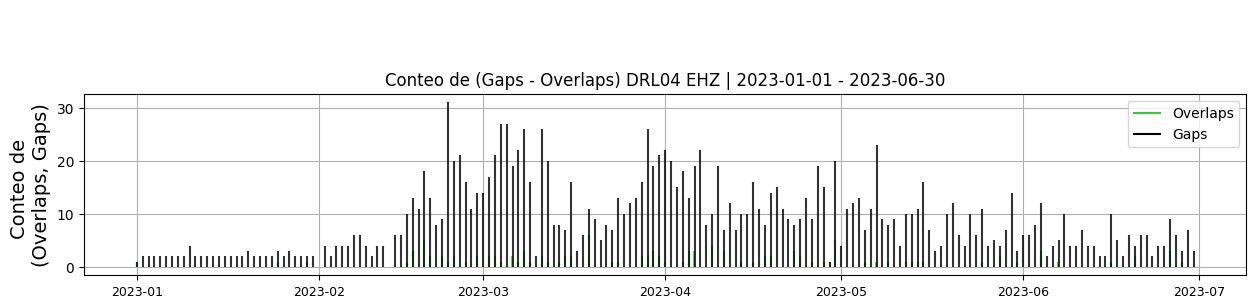 Conteo de (Gaps - Overlaps) DRL04 EHZ | 2023-01-01 - 2023-06-30
Conteo de
(Overlaps, Gaps)
30
20
10
0
Overlaps
Gaps
2023-01
2023-02
2023-03
2023-04
2023-05
2023-06
2023-07